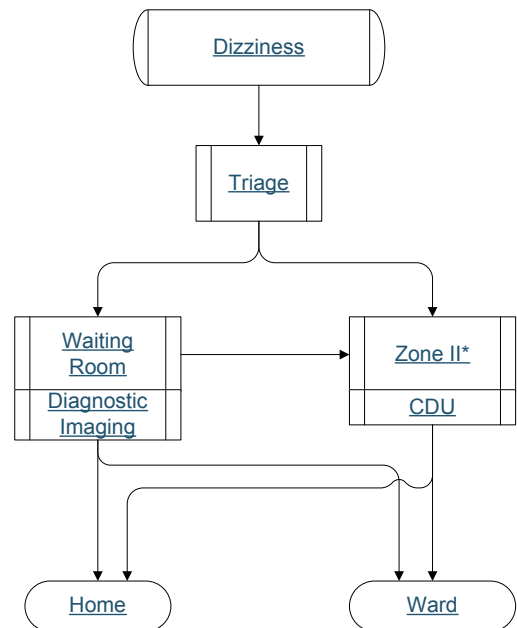 Dizziness
Triage
Waiting
Room
Diagnostic
Imaging
Zone II*
CDU
Home
Ward